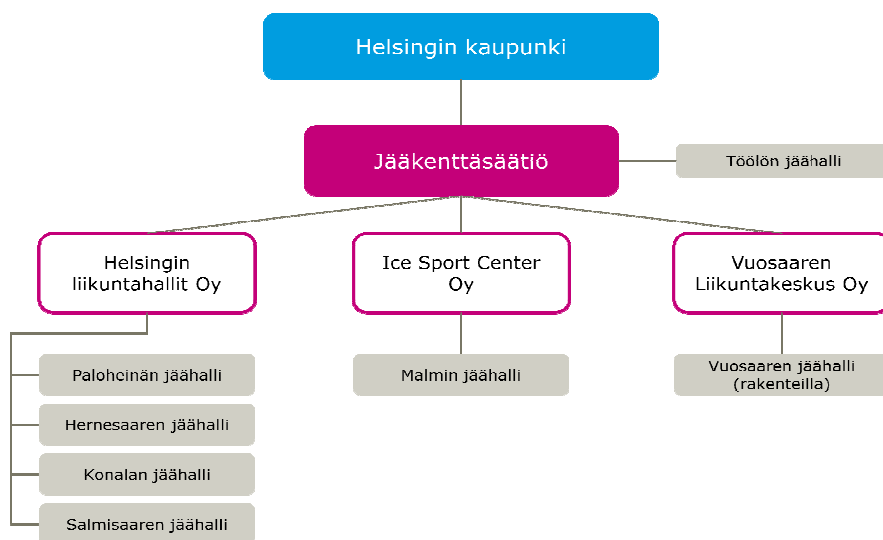 Helsingin kaupunki
Jääkenttäsäätiö
Töölön jäähalli
Helsingin
liikuntahallit Oy
Ice Sport Center
Oy
Vuosaaren
Liikuntakeskus Oy
Paloheinän jäähalli
Malmin jäähalli
Vuosaaren jäähalli
(rakenteilla)
Hernesaaren jäähalli
Konalan jäähalli
Salmisaaren jäähalli